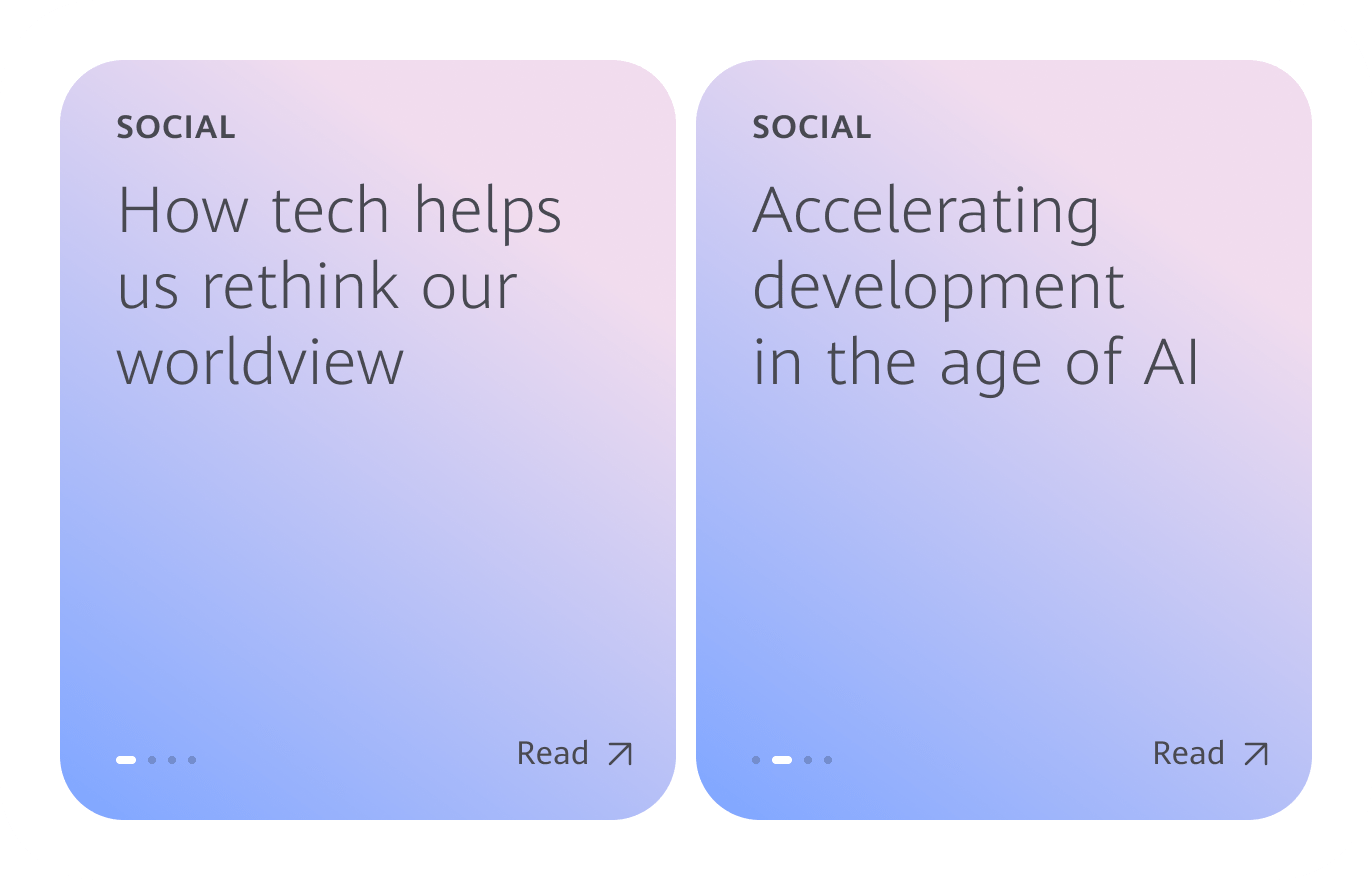 SOCIAL
How tech helps
us rethink our
worldview
Read
SOCIAL
Accelerating
development
in the age of AI
Read